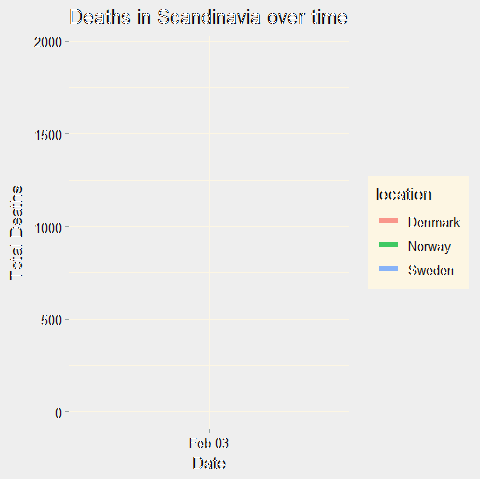 Deaths in Scandinavia over time
2000
1500
1000
500
0
Total Deaths
Feb 03
Date
location
Denmark
Norway
Sweden